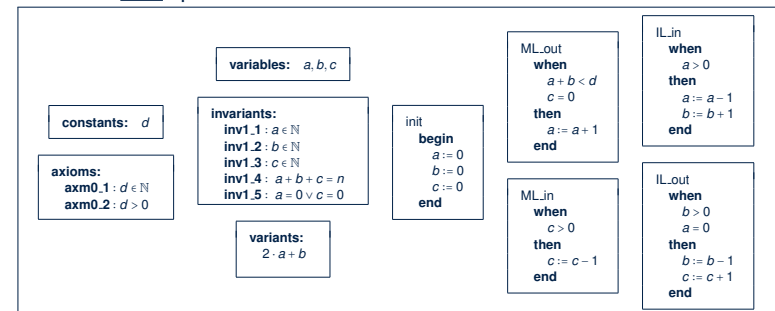 constants: d
axioms:
axm0_1 : d ∈ ℕ
axm0_2 : d > 0
variables: a, b, c
invariants:
inv1_1 : a ∈ ℕ
inv1_2 : b ∈ ℕ
inv1_3 : c ∈ ℕ
inv1_4 : a + b + c = n
inv1_5 : a = 0 ∨ c = 0
variants:
2 · a + b
init
begin
a := 0
b := 0
c := 0
end
ML_out
when
a + b < d
c = 0
then
a := a + 1
end
ML_in
when
c > 0
then
c := c − 1
end
IL_in
when
a > 0
then
a := a − 1
b := b + 1
end
IL_out
when
b > 0
a = 0
then
b := b − 1
c := c + 1
end